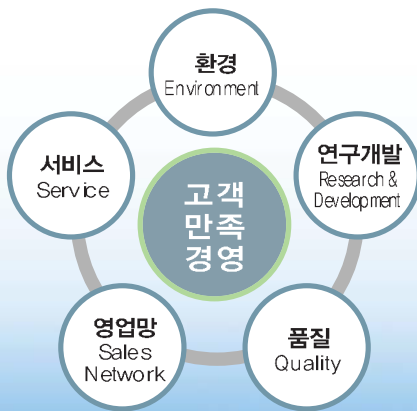 환경
Environment
연구개발
Research &
Development
서비스
Service
고객
만족
경영
영업망
Sales
Network
품질
Quality